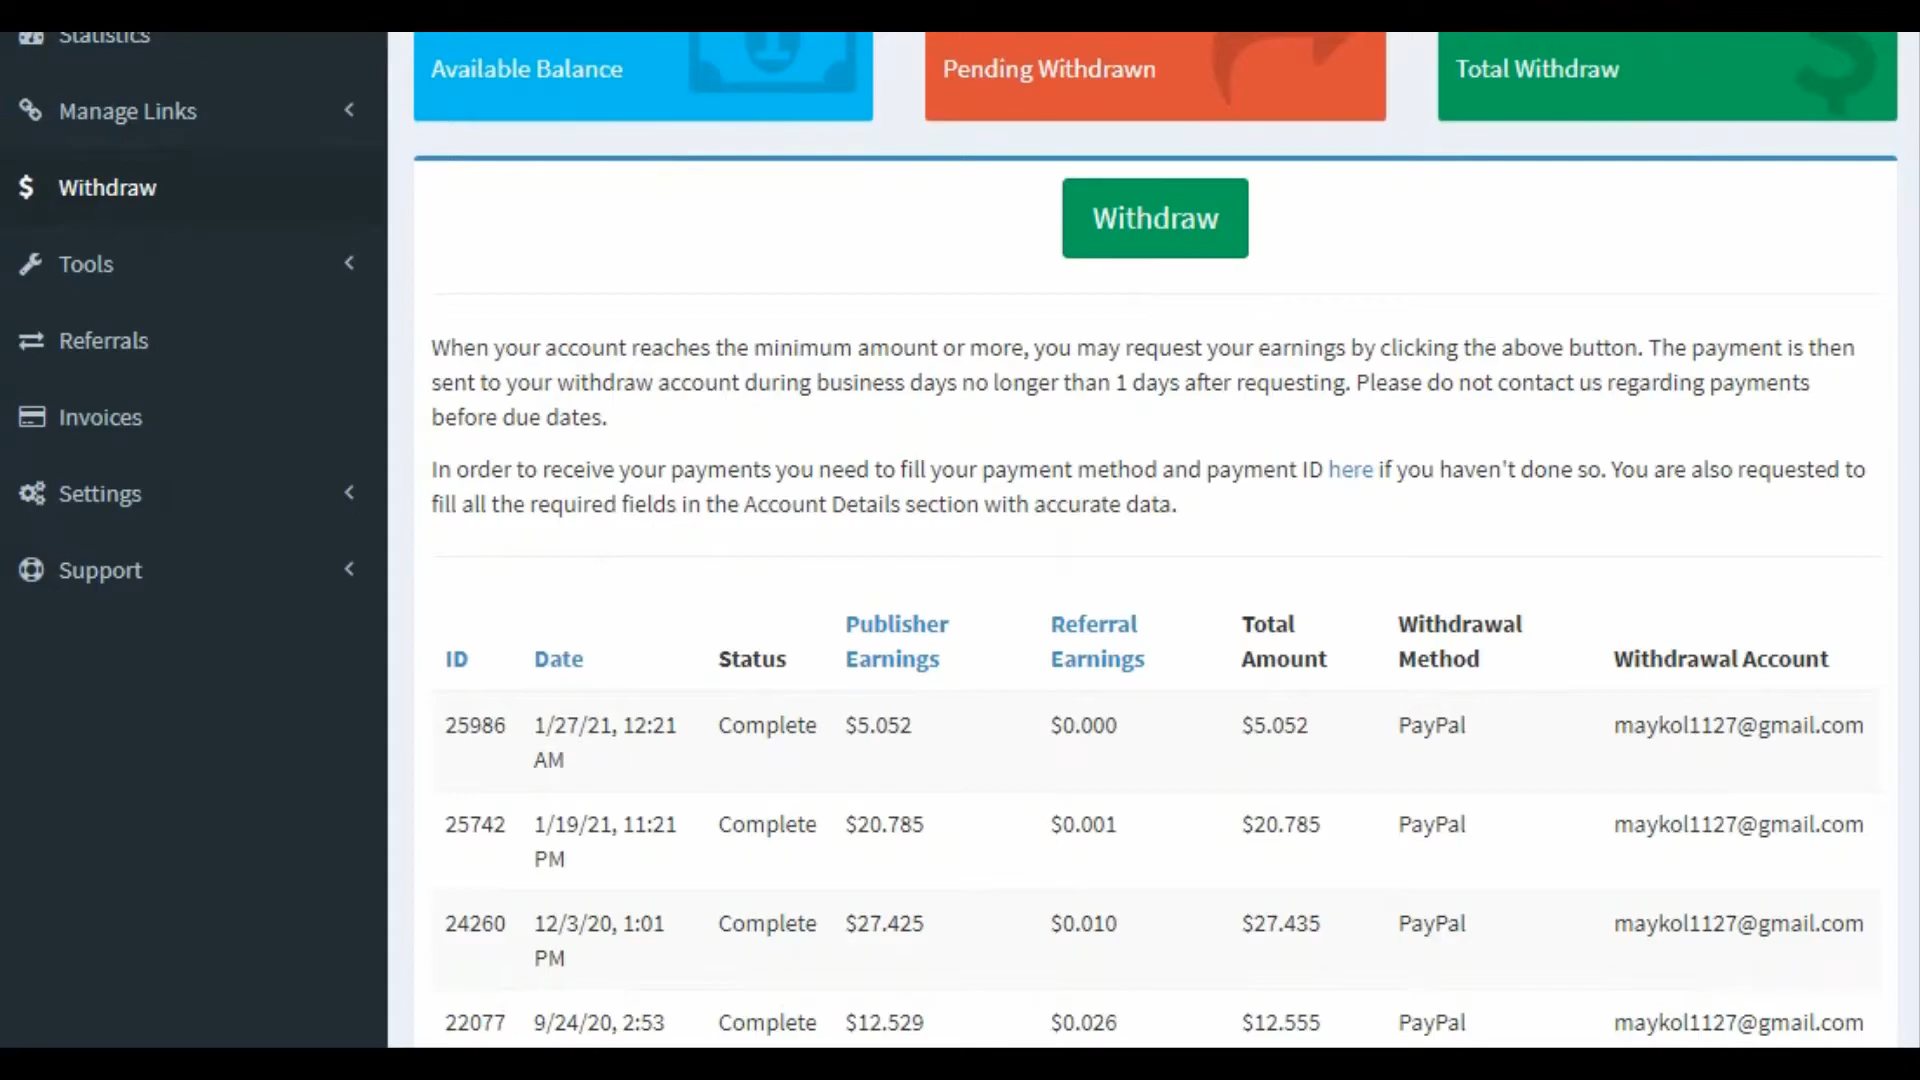 Statistics
Manage Links
Withdraw
Tools
Referrals
Invoices
Settings
Support
Available Balance
Pending Withdrawn
Total Withdraw
Withdraw
When your account reaches the minimum amount or more, you may request your earnings by clicking the above button. The payment is then
sent to your withdraw account during business days no longer than 1 days after requesting. Please do not contact us regarding payments
before due dates.
In order to receive your payments you need to fill your payment method and payment ID here if you haven't done so. You are also requested to
fill all the required fields in the Account Details section with accurate data.
Publisher Referral Total Withdrawal
ID Date Status Earnings Earnings Amount Method Withdrawal Account
25986 1/27/21, 12:21 Complete $5.052 $0.000 $5.052 PayPal maykol1127@gmail.com
AM
25742 1/19/21, 11:21 Complete $20.785 $0.001 $20.785 PayPal maykol1127@gmail.com
PM
24260 12/3/20, 1:01 Complete $27.425 $0.010 $27.435 PayPal maykol1127@gmail.com
PM
22077 9/24/20, 2:53 Complete $12.529 $0.026 $12.555 PayPal maykol1127@gmail.com